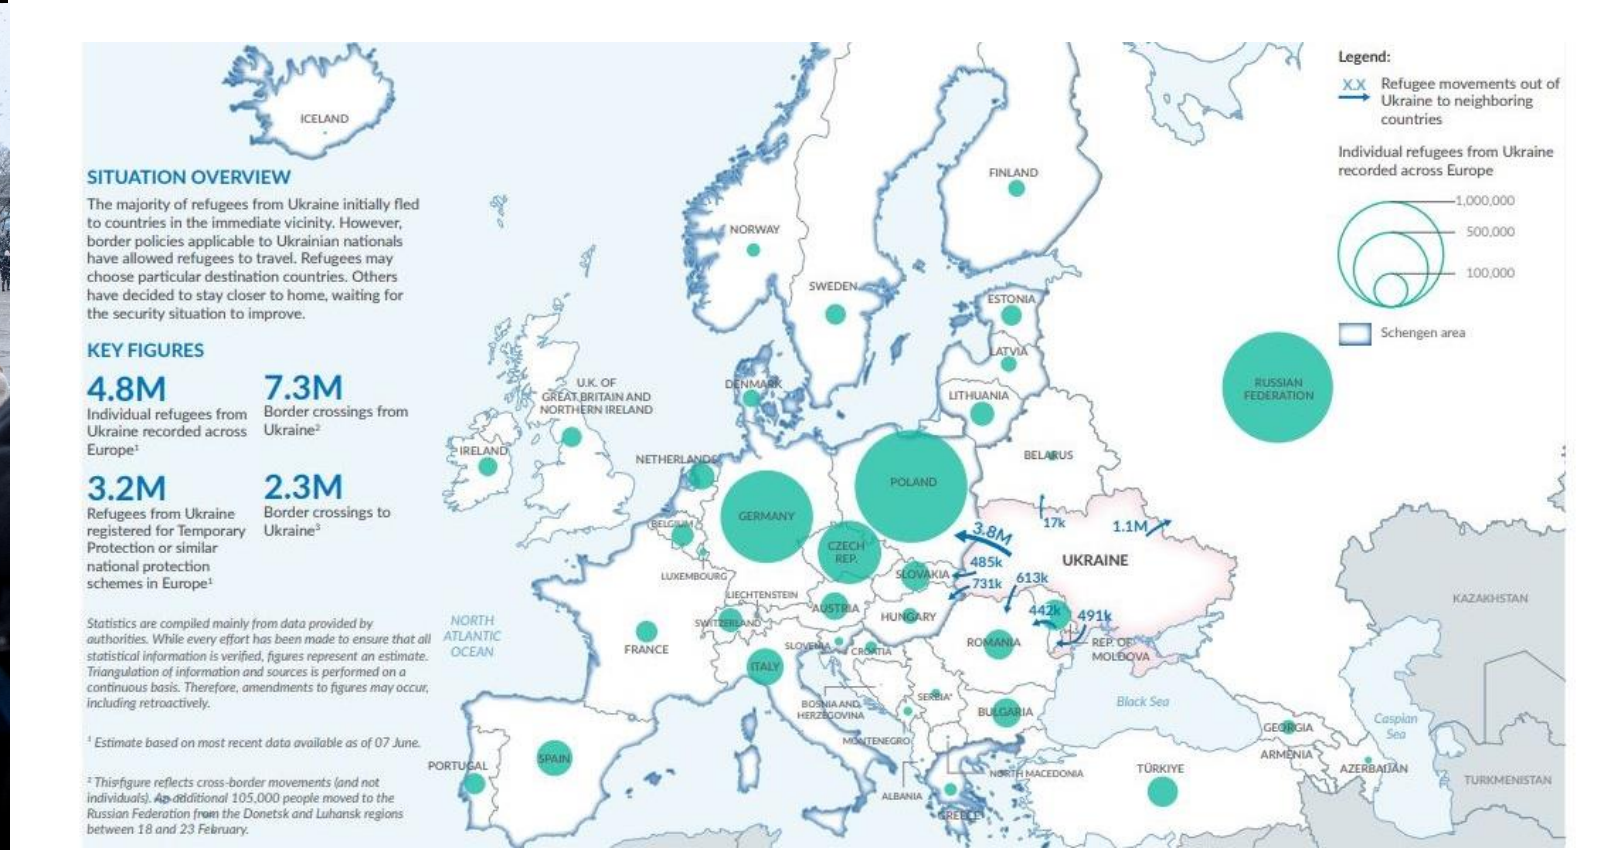 ICELAND
SITUATION OVERVIEW
The majority of refugees from Ukraine initially fled
to countries in the immediate vicinity. However,
border policies applicable to Ukrainian nationals
have allowed refugees to travel. Refugees may
choose particular destination countries. Others
have decided to stay closer to home, waiting for
the security situation to improve.
KEY FIGURES
4.8M
Individual refugees from
Ukraine recorded across
Europe¹
7.3M
Border crossings from
Ukraine²
3.2M
Refugees from Ukraine
registered for Temporary
Protection or similar
national protection
schemes in Europe¹
2.3M
Border crossings to
Ukraine³
Statistics are compiled mainly from data provided by
authorities. While every effort has been made to ensure that all
statistical information is verified, figures represent an estimate.
Triangulation of information and sources is performed on a
continuous basis. Therefore, amendments to figures may occur,
including retroactively.
¹ Estimate based on most recent data available as of 07 June.
² This figure reflects cross-border movements (and not
individuals). An additional 105,000 people moved to the
Russian Federation from the Donetsk and Luhansk regions
between 18 and 23 February.
Legend:
X.X Refugee movements out of
Ukraine to neighboring
countries
Individual refugees from Ukraine
recorded across Europe
1,000,000
500,000
100,000
Schengen area
FINLAND
NORWAY
SWEDEN
ESTONIA
LATVIA
DENMARK
LITHUANIA
U.K. OF
GREAT BRITAIN AND
NORTHERN IRELAND
RUSSIAN
FEDERATION
IRELAND
NETHERLANDS
BELARUS
POLAND
GERMANY
BELGIUM
17k
1.1M
3.8M
CZECH
REP.
UKRAINE
485k
SLOVAKIA
731k
613k
LUXEMBOURG
LIECHTENSTEIN
KAZAKHSTAN
AUSTRIA
HUNGARY
442k
491k
NORTH
ATLANTIC
OCEAN
SWITZERLAND
FRANCE
SLOVENIA
CROATIA
ROMANIA
REP. OF
MOLDOVA
ITALY
SERBIA*
BOSNIA AND
HERZEGOVINA
BULGARIA
Black Sea
Caspian
Sea
GEORGIA
MONTENEGRO
ARMENIA
AZERBAIJAN
PORTUGAL
SPAIN
NORTH MACEDONIA
TÜRKIYE
TURKMENISTAN
ALBANIA
GREECE